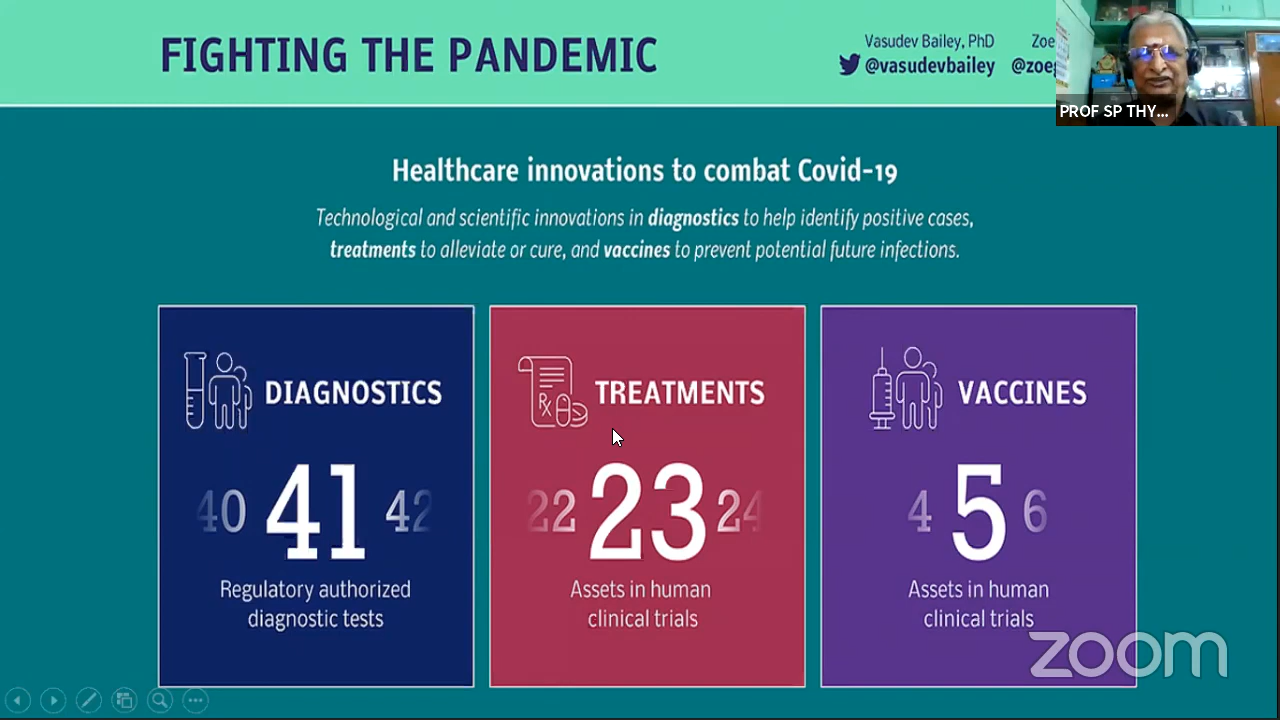 FIGHTING THE PANDEMIC
Vasudev Bailey, PhD
@vasudevbailey
PROF SP THY...
Healthcare innovations to combat Covid-19
Technological and scientific innovations in diagnostics to help identify positive cases,
treatments to alleviate or cure, and vaccines to prevent potential future infections.
DIAGNOSTICS
40 41 42
Regulatory authorized
diagnostic tests
TREATMENTS
Rx
22 23 24
Assets in human
clinical trials
VACCINES
4 5 6
Assets in human
clinical trials
zoom